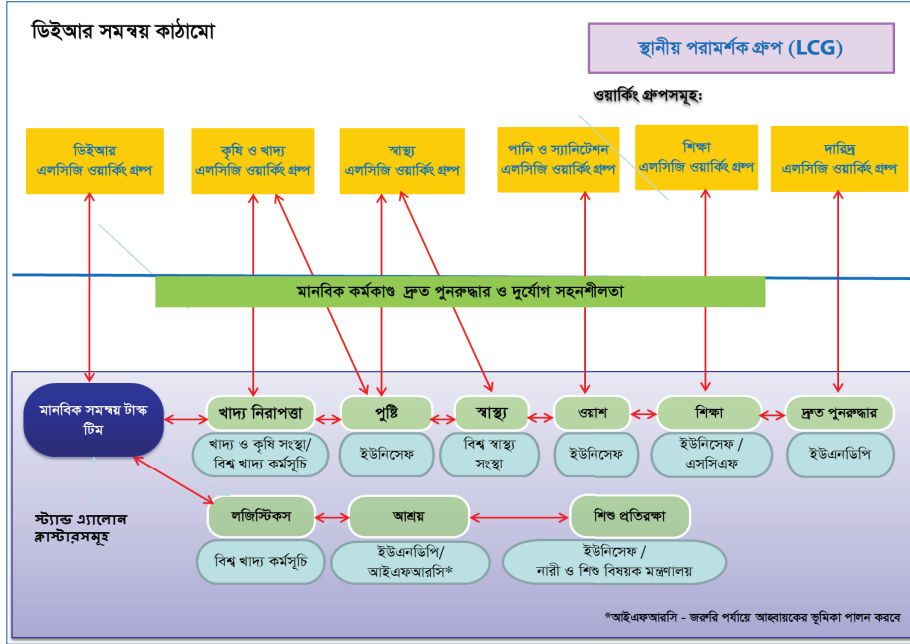 ডিইআর সমন্বয় কাঠামো
স্থানীয় পরামর্শক গ্রুপ (LCG)
ওয়ার্কিং গ্রুপসমূহ:
ডিইআর
এলসিজি ওয়ার্কিং গ্রুপ
কৃষি ও খাদ্য
এলসিজি ওয়ার্কিং গ্রুপ
স্বাস্থ্য
এলসিজি ওয়ার্কিং গ্রুপ
পানি ও স্যানিটেশন
এলসিজি ওয়ার্কিং গ্রুপ
শিক্ষা
এলসিজি ওয়ার্কিং গ্রুপ
দারিদ্র
এলসিজি ওয়ার্কিং গ্রুপ
মানবিক কর্মকাণ্ড দ্রুত পুনরুদ্ধার ও দুর্যোগ সহনশীলতা
মানবিক সমন্বয় টাস্ক
টিম
খাদ্য নিরাপত্তা
খাদ্য ও কৃষি সংস্থা/
বিশ্ব খাদ্য কর্মসূচি
পুষ্টি
ইউনিসেফ
স্বাস্থ্য
বিশ্ব স্বাস্থ্য
সংস্থা
ওয়াশ
ইউনিসেফ
শিক্ষা
ইউনিসেফ /
এসসিএফ
দ্রুত পুনরুদ্ধার
ইউএনডিপি
স্ট্যান্ড এ্যালোন
ক্লাস্টারসমূহ
লজিস্টিকস
বিশ্ব খাদ্য কর্মসূচি
আশ্রয়
ইউএনডিপি/
আইএফআরসি*
শিশু প্রতিরক্ষা
ইউনিসেফ /
নারী ও শিশু বিষয়ক মন্ত্রণালয়
*আইএফআরসি - জরুরি পর্যায়ে আহ্বায়কের ভূমিকা পালন করবে